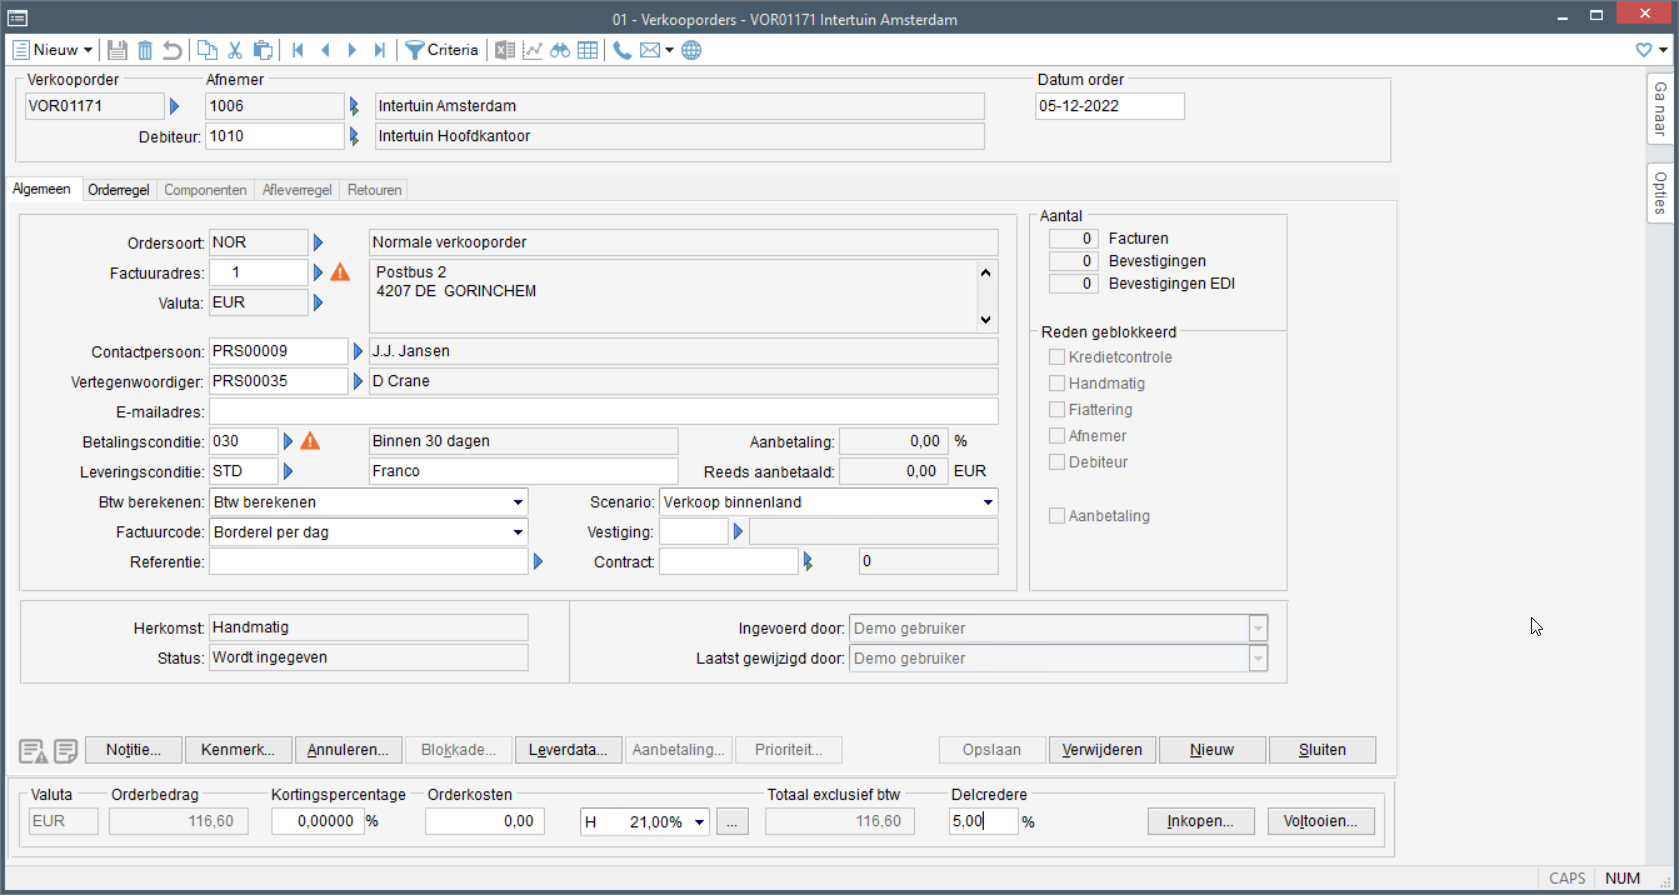 01 - Verkooporders - VOR01171 Intertuin Amsterdam
Nieuw Criteria
Verkooporder Afnemer Datum order
VOR01171 1006 Intertuin Amsterdam 05-12-2022
Debiteur: 1010 Intertuin Hoofdkantoor
Ga naar
Opties
Algemeen Orderregel Componenten Afleverregel Retouren
Ordersoort: NOR Normale verkooporder
Factuuradres: 1 Postbus 2
4207 DE GORINCHEM
Valuta: EUR
Contactpersoon: PRS00009 J.J. Jansen
Vertegenwoordiger: PRS00035 D Crane
E-mailadres:
Betalingsconditie: 030 Binnen 30 dagen Aanbetaling: 0,00 %
Leveringsconditie: STD Franco Reeds aanbetaald: 0,00 EUR
Btw berekenen: Btw berekenen Scenario: Verkoop binnenland
Factuurcode: Borderel per dag Vestiging:
Referentie: Contract: 0
Aantal
0 Facturen
0 Bevestigingen
0 Bevestigingen EDI
Reden geblokkeerd
Kredietcontrole
Handmatig
Fiattering
Afnemer
Debiteur
Aanbetaling
Herkomst: Handmatig Ingevoerd door: Demo gebruiker
Status: Wordt ingegeven Laatst gewijzigd door: Demo gebruiker
Notitie... Kenmerk... Annuleren... Blokkade... Leverdata... Aanbetaling... Prioriteit... Opslaan Verwijderen Nieuw Sluiten
Valuta Orderbedrag Kortingspercentage Orderkosten Totaal exclusief btw Delcredere
EUR 116,60 0,00000 % 0,00 H 21,00% ... 116,60 5,00 % Inkopen... Voltooien...
CAPS NUM